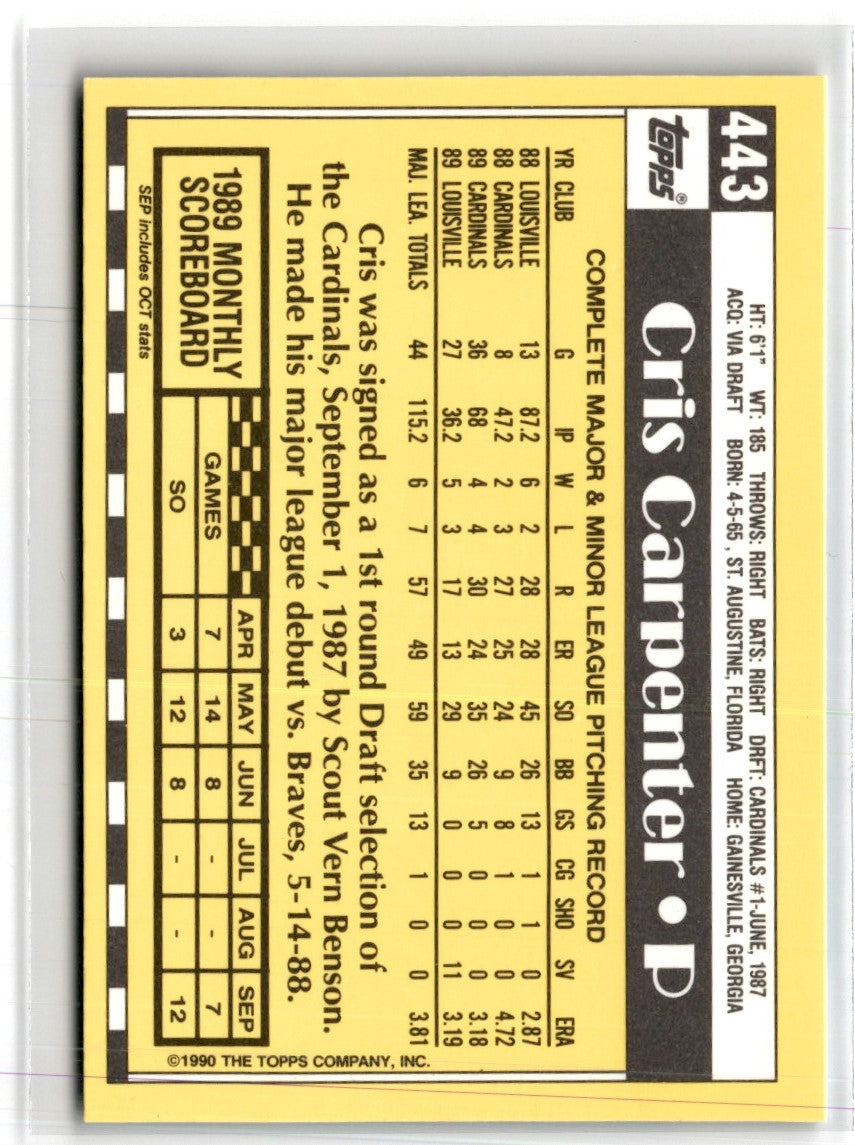 443
HT: 6'1" WT: 185 THROWS: RIGHT BATS: RIGHT DRFT: CARDINALS #1-JUNE, 1987
ACQ: VIA DRAFT BORN: 4-5-65, ST. AUGUSTINE, FLORIDA HOME: GAINESVILLE, GEORGIA
topps® Cris Carpenter • P
COMPLETE MAJOR & MINOR LEAGUE PITCHING RECORD
YR CLUB G IP W L R ER SO BB GS CG SHO SV ERA
88 LOUISVILLE 13 87.2 6 2 28 28 45 26 13 1 1 0 2.87
88 CARDINALS 8 47.2 2 3 27 25 24 9 8 1 0 0 4.72
89 CARDINALS 36 68 4 4 30 24 35 26 5 0 0 0 3.18
89 LOUISVILLE 27 36.2 5 3 17 13 29 9 0 0 0 11 3.19
MAJ. LEA. TOTALS 44 115.2 6 7 57 49 59 35 13 1 0 0 3.81
Cris was signed as a 1st round Draft selection of
the Cardinals, September 1, 1987 by Scout Vern Benson.
He made his major league debut vs. Braves, 5-14-88.
1989 MONTHLY
SCOREBOARD
APR MAY JUN JUL AUG SEP
GAMES 7 14 8 - - 7
SO 3 12 8 - - 12
SEP includes OCT stats
©1990 THE TOPPS COMPANY, INC.